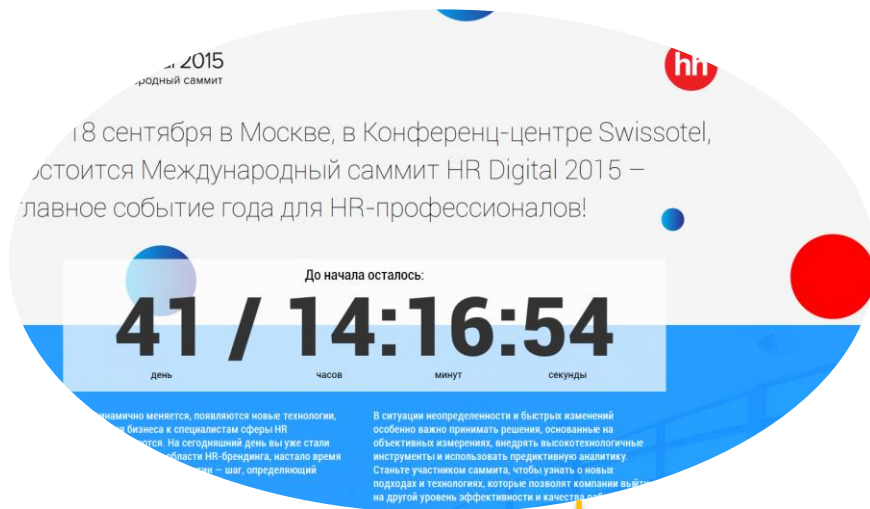 2015
родный саммит
hh
18 сентября в Москве, в Конференц-центре Swissotel,
остоится Международный саммит HR Digital 2015 –
главное событие года для HR-профессионалов!
До начала осталось:
41 / 14:16:54
день часов минут секунды
инамично меняется, появляются новые технологии,
бизнеса к специалистам сферы HR
ются. На сегодняшний день вы уже стали
области HR-брендинга, настало время
– шаг, определяющий
В ситуации неопределенности и быстрых изменений
особенно важно принимать решения, основанные на
объективных измерениях, внедрять высокотехнологичные
инструменты и использовать предиктивную аналитику.
Станьте участником саммита, чтобы узнать о новых
подходах и технологиях, которые позволят компании выйти
на другой уровень эффективности и качества